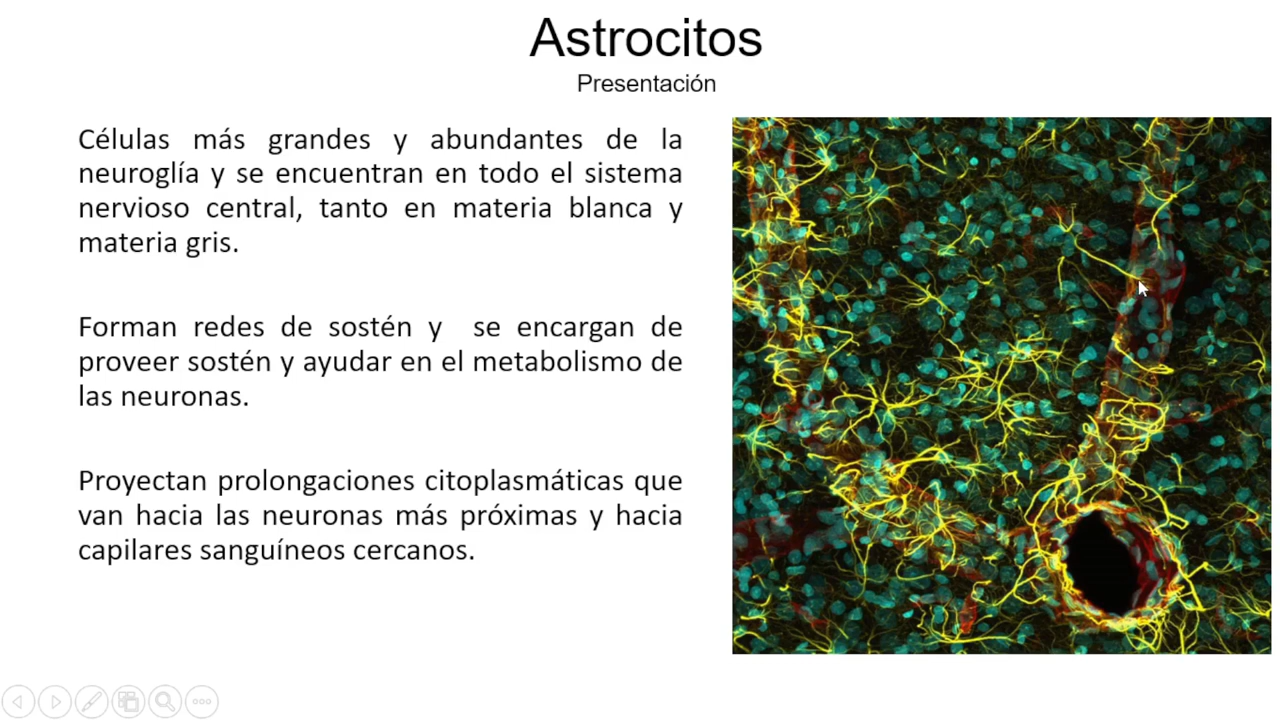 Astrocitos
Presentación
Células más grandes y abundantes de la
neuroglía y se encuentran en todo el sistema
nervioso central, tanto en materia blanca y
materia gris.
Forman redes de sostén y se encargan de
proveer sostén y ayudar en el metabolismo de
las neuronas.
Proyectan prolongaciones citoplasmáticas que
van hacia las neuronas más próximas y hacia
capilares sanguíneos cercanos.